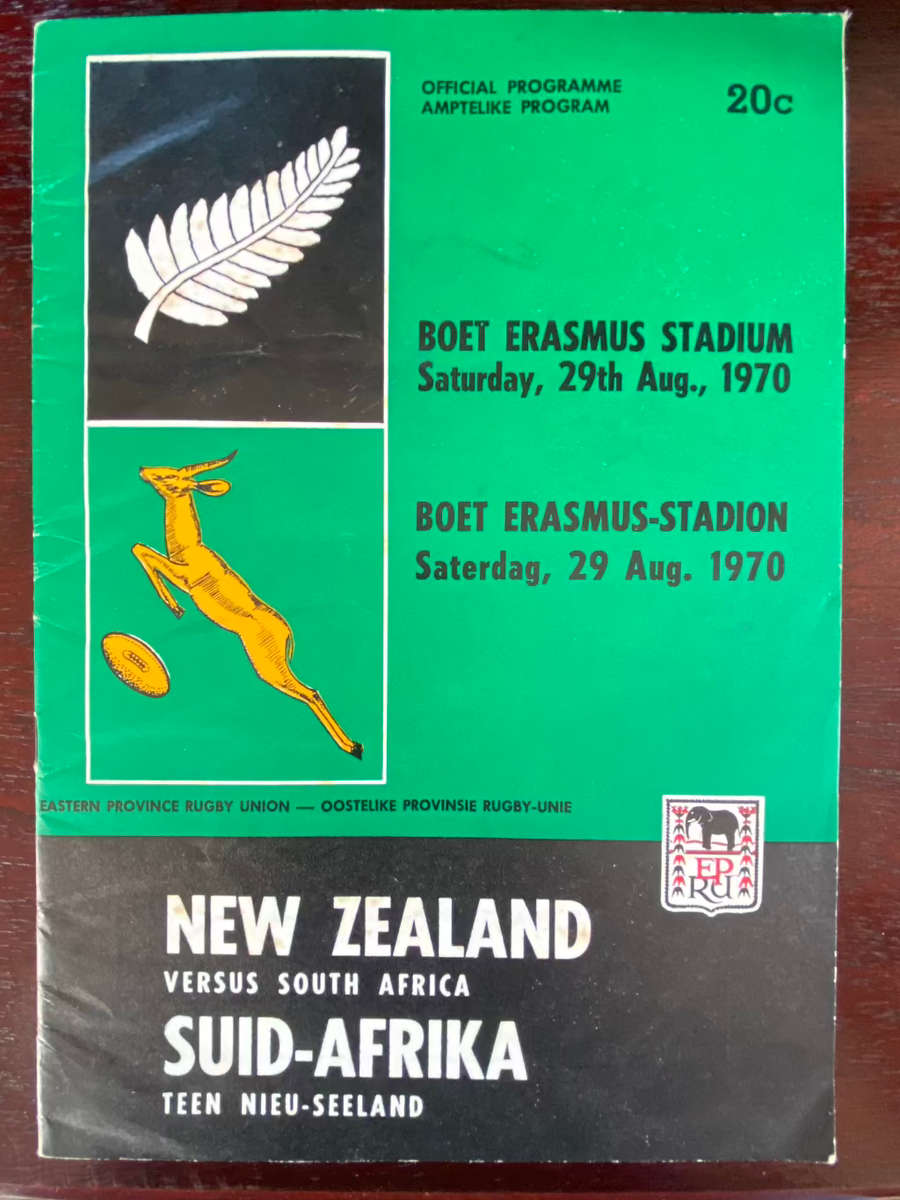 OFFICIAL PROGRAMME
AMPTELIKE PROGRAM
20c
BOET ERASMUS STADIUM
Saturday, 29th Aug., 1970
BOET ERASMUS-STADION
Saterdag, 29 Aug. 1970
EASTERN PROVINCE RUGBY UNION — OOSTELIKE PROVINSIE RUGBY-UNIE
EP
RU
NEW ZEALAND
VERSUS SOUTH AFRICA
SUID-AFRIKA
TEEN NIEU-SEELAND